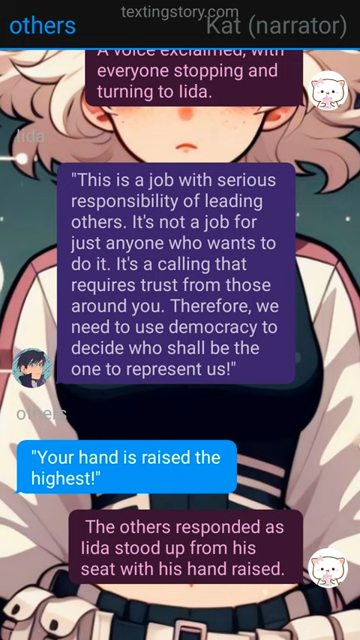 textingstory.com
others Kat (narrator)
A voice exclaimed, with
everyone stopping and
turning to Iida.
Iida
"This is a job with serious
responsibility of leading
others. It's not a job for
just anyone who wants to
do it. It's a calling that
requires trust from those
around you. Therefore, we
need to use democracy to
decide who shall be the
one to represent us!"
others
"Your hand is raised the
highest!"
The others responded as
Iida stood up from his
seat with his hand raised.